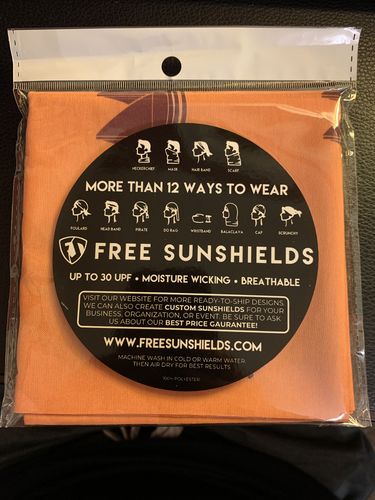 NECKERCHIEF MASK HAIR BAND SCARF
MORE THAN 12 WAYS TO WEAR
FOULARD HEAD BAND PIRATE DO RAG WRISTBAND BALACLAVA CAP SCRUNCHY
FREE SUNSHIELDS
UP TO 30 UPF • MOISTURE WICKING • BREATHABLE
VISIT OUR WEBSITE FOR MORE READY-TO-SHIP DESIGNS.
WE CAN ALSO CREATE CUSTOM SUNSHIELDS FOR YOUR
BUSINESS, ORGANIZATION, OR EVENT. BE SURE TO ASK
US ABOUT OUR BEST PRICE GAURANTEE!
WWW.FREESUNSHIELDS.COM
MACHINE WASH IN COLD OR WARM WATER.
THEN AIR DRY FOR BEST RESULTS
100% POLYESTER